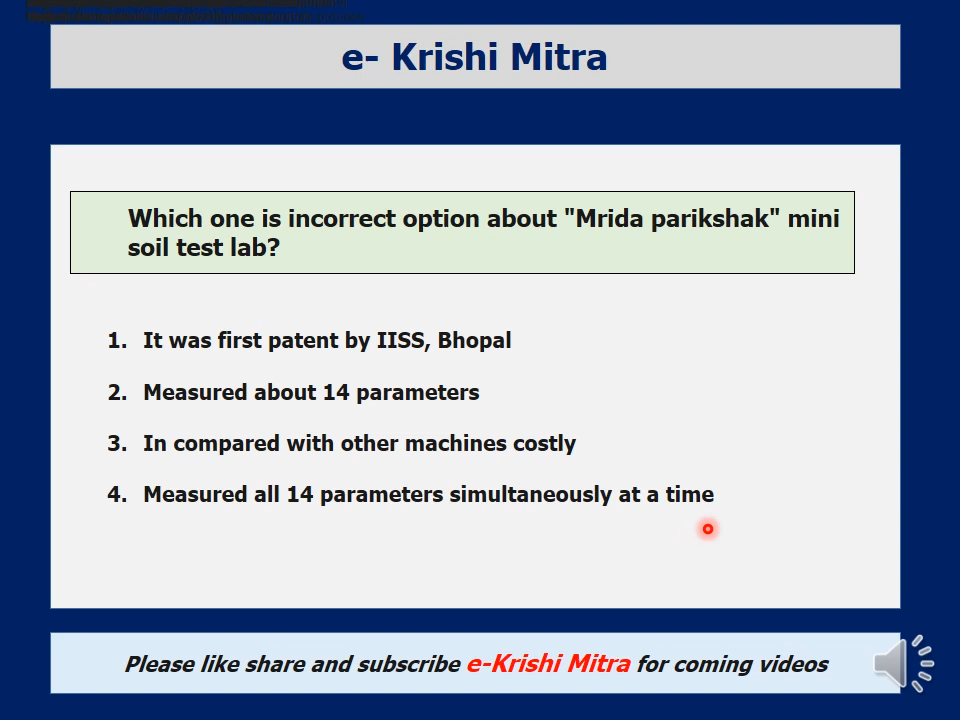 e- Krishi Mitra
Which one is incorrect option about "Mrida parikshak" mini
soil test lab?
1. It was first patent by IISS, Bhopal
2. Measured about 14 parameters
3. In compared with other machines costly
4. Measured all 14 parameters simultaneously at a time
Please like share and subscribe e-Krishi Mitra for coming videos